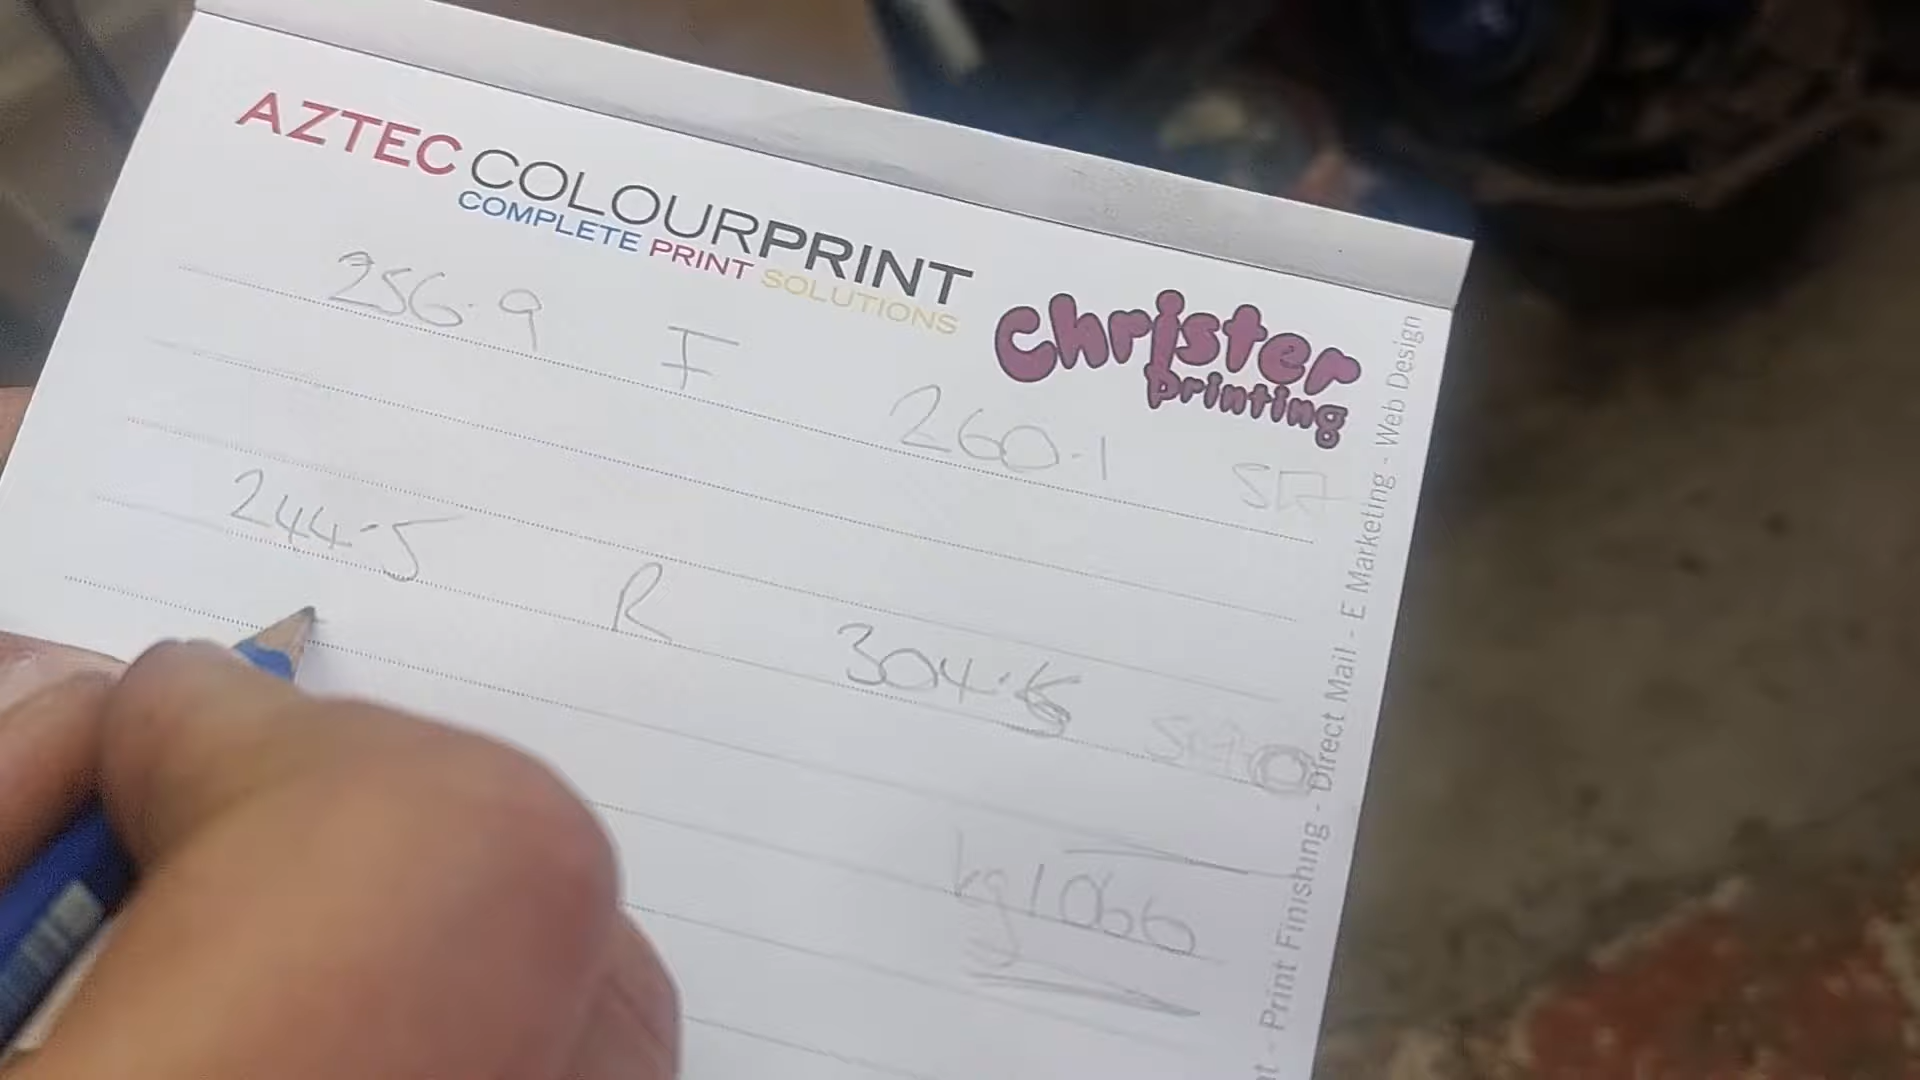 AZTEC COLOURPRINT
COMPLETE PRINT SOLUTIONS
Christer
Printing
256.9 F 260.1
244.5 R 304.5
kg 1066
Print Finishing - Direct Mail - E Marketing - Web Design